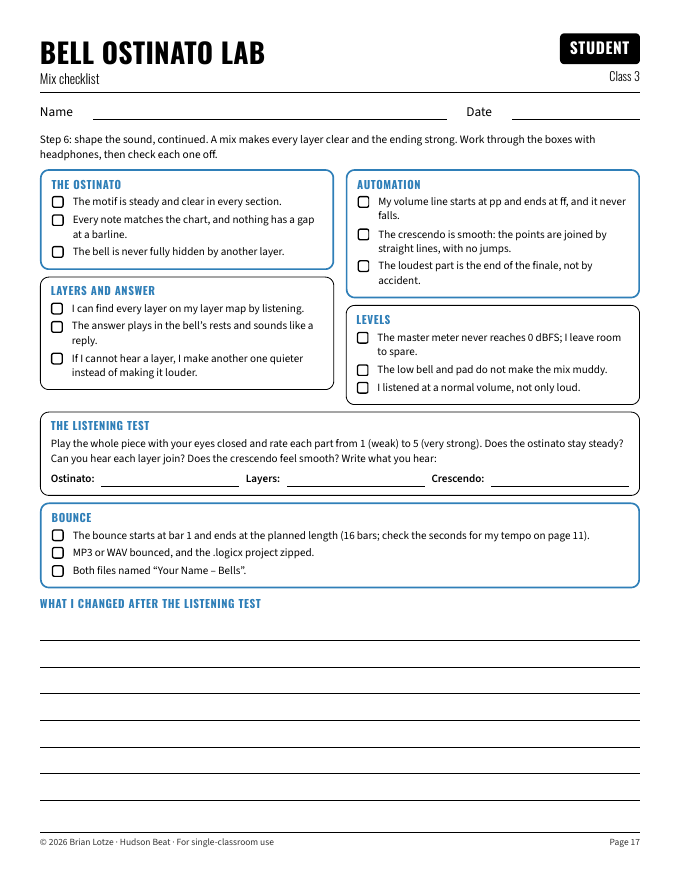 BELL OSTINATO LAB
STUDENT
Mix checklist
Class 3
Name
Date
Step 6: shape the sound, continued. A mix makes every layer clear and the ending strong. Work through the boxes with
headphones, then check each one off.
THE OSTINATO
The motif is steady and clear in every section.
Every note matches the chart, and nothing has a gap
at a barline.
The bell is never fully hidden by another layer.
LAYERS AND ANSWER
I can find every layer on my layer map by listening.
The answer plays in the bell's rests and sounds like a
reply.
If I cannot hear a layer, I make another one quieter
instead of making it louder.
AUTOMATION
My volume line starts at pp and ends at ff, and it never
falls.
The crescendo is smooth: the points are joined by
straight lines, with no jumps.
The loudest part is the end of the finale, not by
accident.
LEVELS
The master meter never reaches 0 dBFS; I leave room
to spare.
The low bell and pad do not make the mix muddy.
I listened at a normal volume, not only loud.
THE LISTENING TEST
Play the whole piece with your eyes closed and rate each part from 1 (weak) to 5 (very strong). Does the ostinato stay steady?
Can you hear each layer join? Does the crescendo feel smooth? Write what you hear:
Ostinato: Layers: Crescendo:
BOUNCE
The bounce starts at bar 1 and ends at the planned length (16 bars; check the seconds for my tempo on page 11).
MP3 or WAV bounced, and the .logicx project zipped.
Both files named “Your Name – Bells”.
WHAT I CHANGED AFTER THE LISTENING TEST
© 2026 Brian Lotze · Hudson Beat · For single-classroom use
Page 17